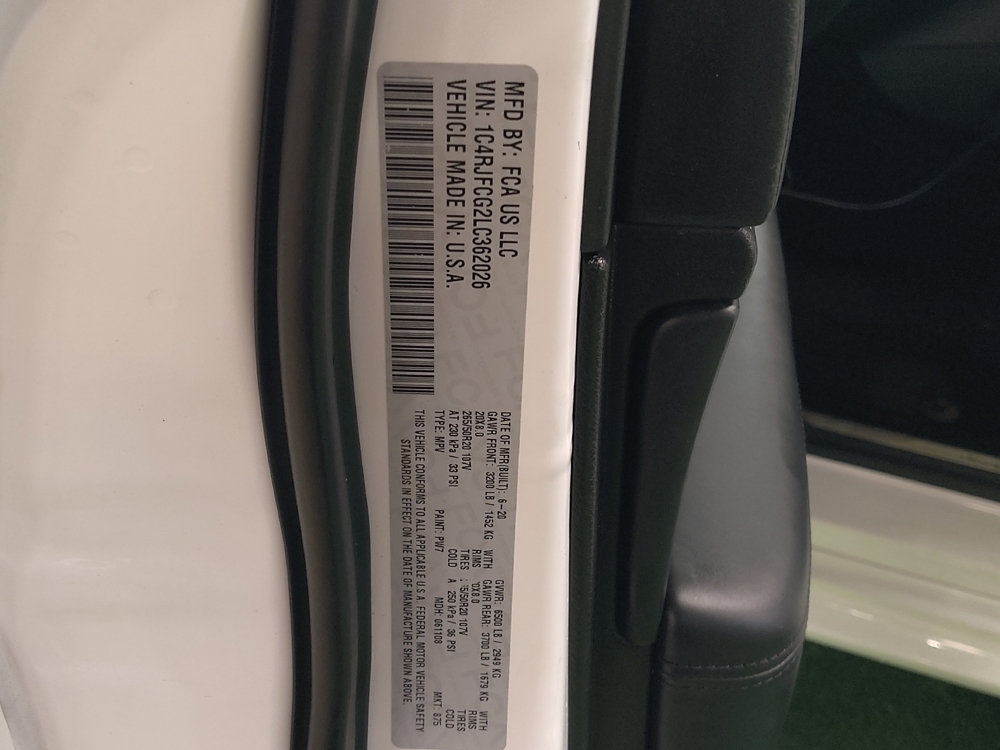 MFD BY: FCA US LLC
VIN: 1C4RJFCG2LC362026
VEHICLE MADE IN: U.S.A.
DATE OF MFR(BUILT): 6-20 GVWR: 6500 LB / 2949 KG
GAWR FRONT: 3200 LB / 1452 KG WITH GAWR REAR: 3700 LB / 1679 KG WITH
20X8.0 RIMS 0X8.0 RIMS
265/50R20 107V TIRES 5/50R20 107V TIRES
AT 230 kPa / 33 PSI COLD A 250 kPa / 36 PSI COLD
TYPE: MPV PAINT: PW7 MDH: 061108 MKT: 875
THIS VEHICLE CONFORMS TO ALL APPLICABLE U.S.A. FEDERAL MOTOR VEHICLE SAFETY
STANDARDS IN EFFECT ON THE DATE OF MANUFACTURE SHOWN ABOVE.